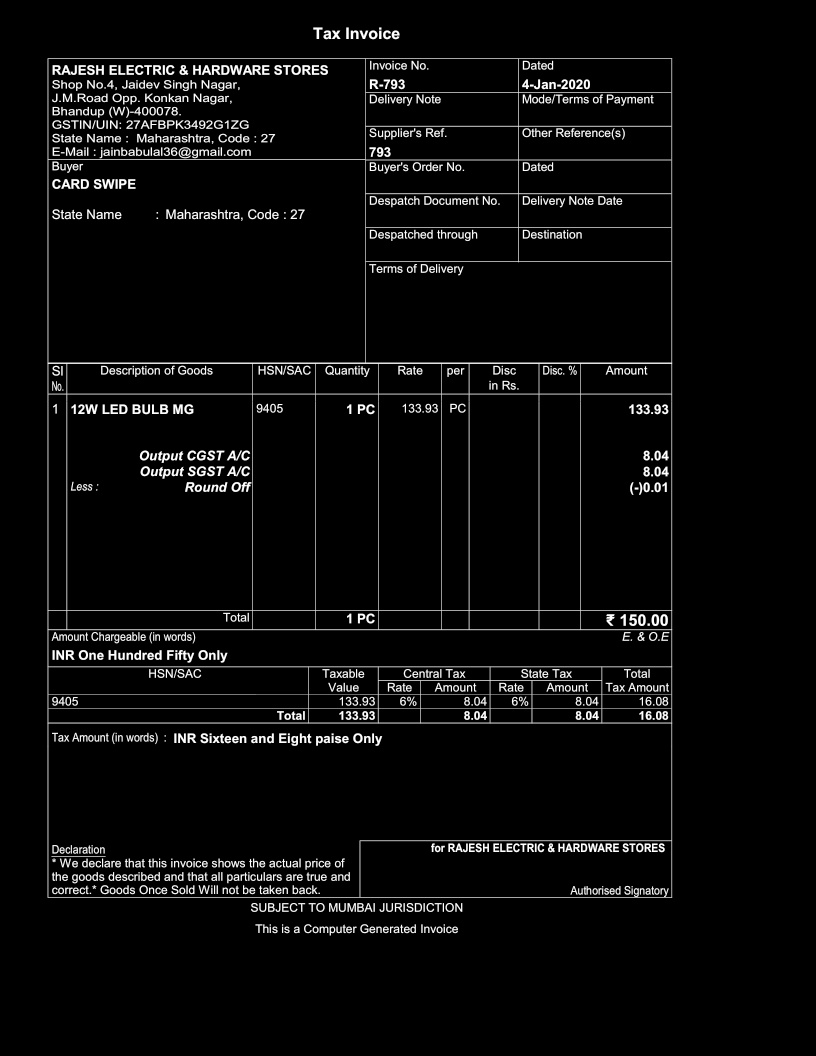 Tax Invoice
RAJESH ELECTRIC & HARDWARE STORES
Shop No.4, Jaidev Singh Nagar,
J.M.Road Opp. Konkan Nagar,
Bhandup (W)-400078.
GSTIN/UIN: 27AFBPK3492G1ZG
State Name : Maharashtra, Code : 27
E-Mail : jainbabulal36@gmail.com
Invoice No.
R-793
Dated
4-Jan-2020
Delivery Note
Mode/Terms of Payment
Supplier's Ref.
793
Other Reference(s)
Buyer
CARD SWIPE
State Name : Maharashtra, Code : 27
Buyer's Order No.
Dated
Despatch Document No.
Delivery Note Date
Despatched through
Destination
Terms of Delivery
Sl No. Description of Goods HSN/SAC Quantity Rate per Disc in Rs. Disc. % Amount
1 12W LED BULB MG 9405 1 PC 133.93 PC 133.93
Output CGST A/C 8.04
Output SGST A/C 8.04
Less : Round Off (-)0.01
Total 1 PC ₹ 150.00
Amount Chargeable (in words) E. & O.E
INR One Hundred Fifty Only
HSN/SAC Taxable Value Central Tax State Tax Total Tax Amount
Rate Amount Rate Amount
9405 133.93 6% 8.04 6% 8.04 16.08
Total 133.93 8.04 8.04 16.08
Tax Amount (in words) : INR Sixteen and Eight paise Only
Declaration
* We declare that this invoice shows the actual price of
the goods described and that all particulars are true and
correct.* Goods Once Sold Will not be taken back.
for RAJESH ELECTRIC & HARDWARE STORES
Authorised Signatory
SUBJECT TO MUMBAI JURISDICTION
This is a Computer Generated Invoice